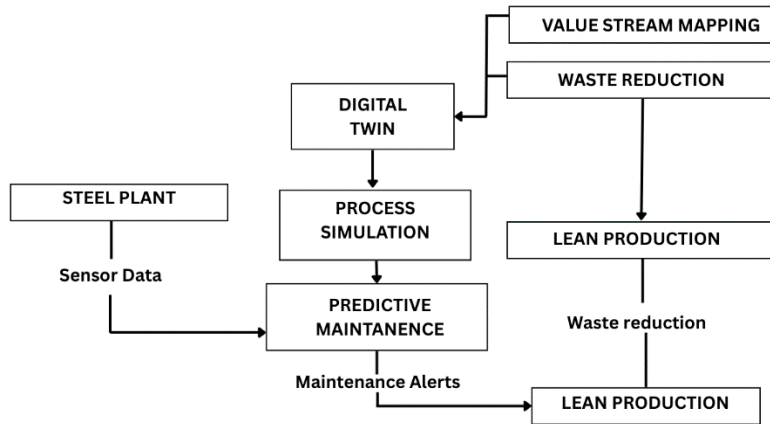 VALUE STREAM MAPPING
WASTE REDUCTION
DIGITAL
TWIN
STEEL PLANT
PROCESS
SIMULATION
LEAN PRODUCTION
Sensor Data
PREDICTIVE
MAINTANENCE
Waste reduction
Maintenance Alerts
LEAN PRODUCTION